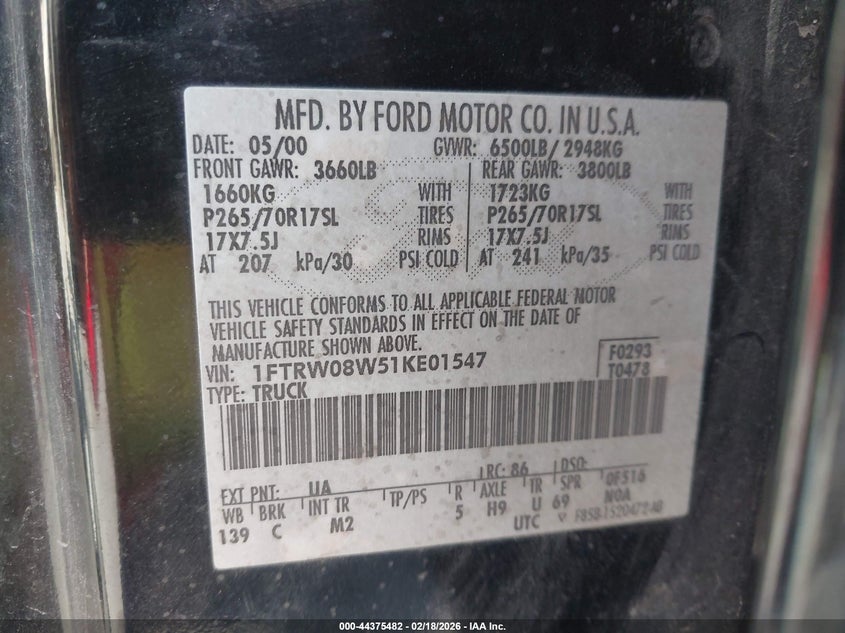 MFD. BY FORD MOTOR CO. IN U.S.A.
DATE: 05/00 GVWR: 6500LB/ 2948KG
FRONT GAWR: 3660LB REAR GAWR: 3800LB
1660KG WITH 1723KG WITH
P265/70R17SL TIRES P265/70R17SL TIRES
17X7.5J RIMS 17X7.5J RIMS
AT 207 kPa/30 PSI COLD AT 241 kPa/35 PSI COLD
THIS VEHICLE CONFORMS TO ALL APPLICABLE FEDERAL MOTOR
VEHICLE SAFETY STANDARDS IN EFFECT ON THE DATE OF
MANUFACTURE SHOWN ABOVE.
VIN: 1FTRW08W51KE01547 F0293
TYPE: TRUCK T0478
EXT PNT: UA LRC: 86 DSO:
WB BRK INT TR TP/PS R AXLE TR SPR 0F516
139 C M2 5 H9 U 69 NOA
UTC
000-44375482 - 02/18/2026 - IAA Inc.